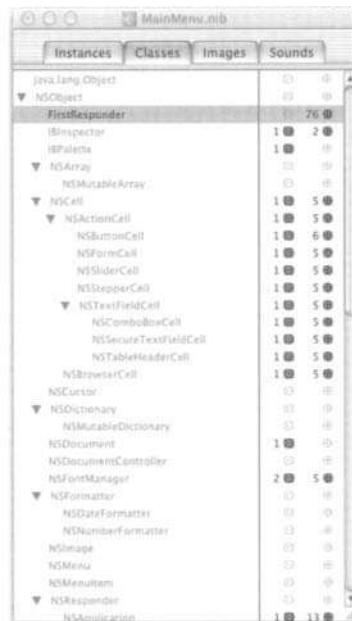 MainMenu.nib
Instances Classes Images Sounds
java.lang.Object
NSObject
FirstResponder 76
IBInspector 1 2
IBPalette 1
NSArray
NSMutableArray
NSCell 1 5
NSActionCell 1 5
NSButtonCell 1 6
NSFormCell 1 5
NSSliderCell 1 5
NSStepperCell 1 5
NSTextFieldCell 1 5
NSComboBoxCell 1 5
NSSecureTextFieldCell 1 5
NSTableHeaderCell 1 5
NSBrowserCell 1 5
NSCursor
NSDictionary
NSMutableDictionary
NSDocument 1
NSDocumentController
NSFontManager 2 5
NSFormatter
NSDateFormatter
NSNumberFormatter
NSImage
NSMenu
NSMenuItem
NSResponder
NSApplication 1 13